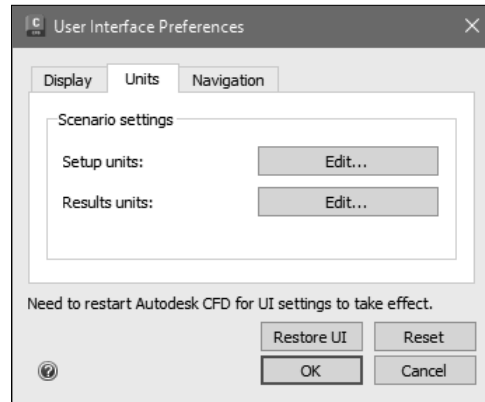 C User Interface Preferences
Display Units Navigation
Scenario settings
Setup units: Edit...
Results units: Edit...
Need to restart Autodesk CFD for UI settings to take effect.
Restore UI Reset
? OK Cancel